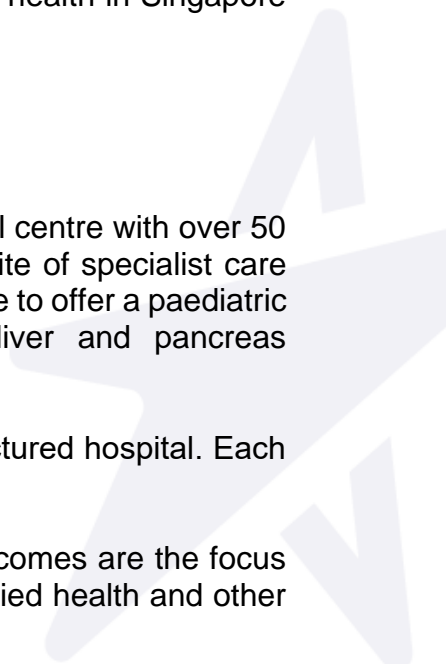 health in Singapore
l centre with over 50
ite of specialist care
e to offer a paediatric
liver and pancreas
ctured hospital. Each
comes are the focus
ied health and other